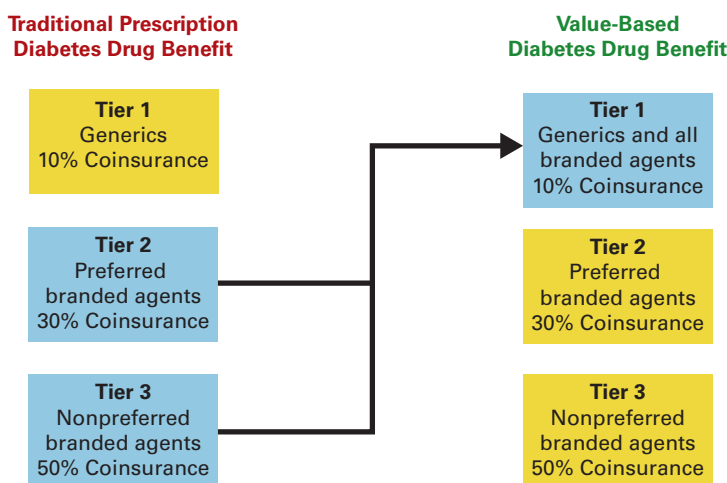 Traditional Prescription
Diabetes Drug Benefit
Tier 1
Generics
10% Coinsurance
Tier 2
Preferred
branded agents
30% Coinsurance
Tier 3
Nonpreferred
branded agents
50% Coinsurance
Value-Based
Diabetes Drug Benefit
Tier 1
Generics and all
branded agents
10% Coinsurance
Tier 2
Preferred
branded agents
30% Coinsurance
Tier 3
Nonpreferred
branded agents
50% Coinsurance